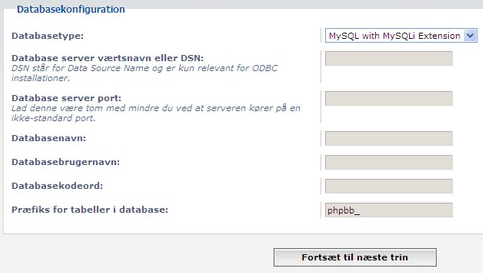 Databasekonfiguration
Databasetype:
MySQL with MySQLi Extension
Database server værtsnavn eller DSN:
DSN står for Data Source Name og er kun relevant for ODBC
installationer.
Database server port:
Lad denne være tom med mindre du ved at serveren kører på en
ikke-standard port.
Databasenavn:
Databasebrugernavn:
Databasekodeord:
Præfiks for tabeller i database:
phpbb_
Fortsæt til næste trin